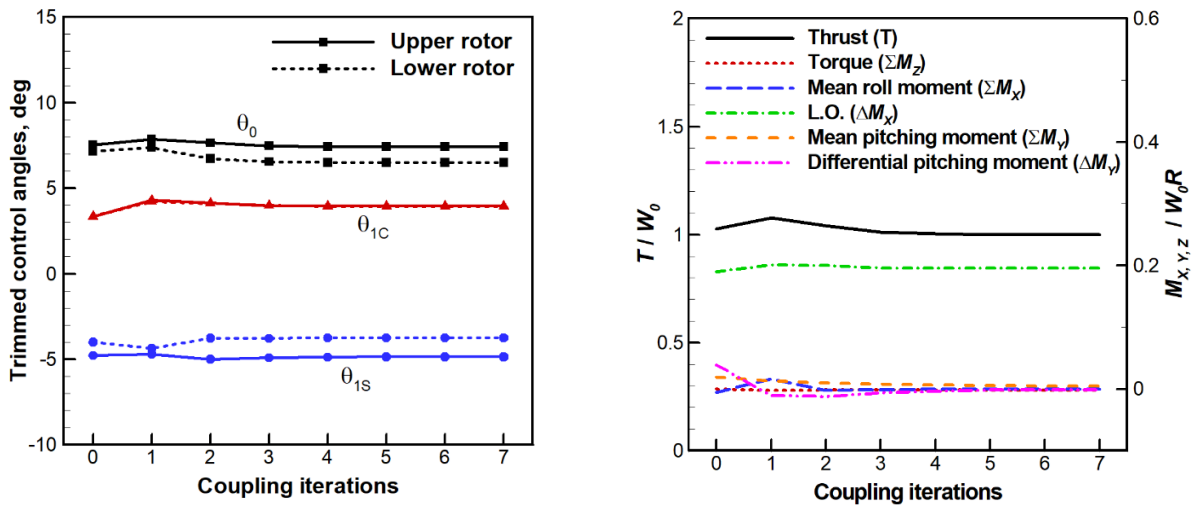 15
10
5
0
-5
-10
Trimmed control angles, deg
Upper rotor
Lower rotor
θ0
θ1C
θ1S
0 1 2 3 4 5 6 7
Coupling iterations
2
1.5
1
0.5
0
T / W0
Thrust (T)
Torque (ΣMZ)
Mean roll moment (ΣMX)
L.O. (ΔMX)
Mean pitching moment (ΣMY)
Differential pitching moment (ΔMY)
0.6
0.4
0.2
0
MX, Y, Z / W0R
0 1 2 3 4 5 6 7
Coupling iterations